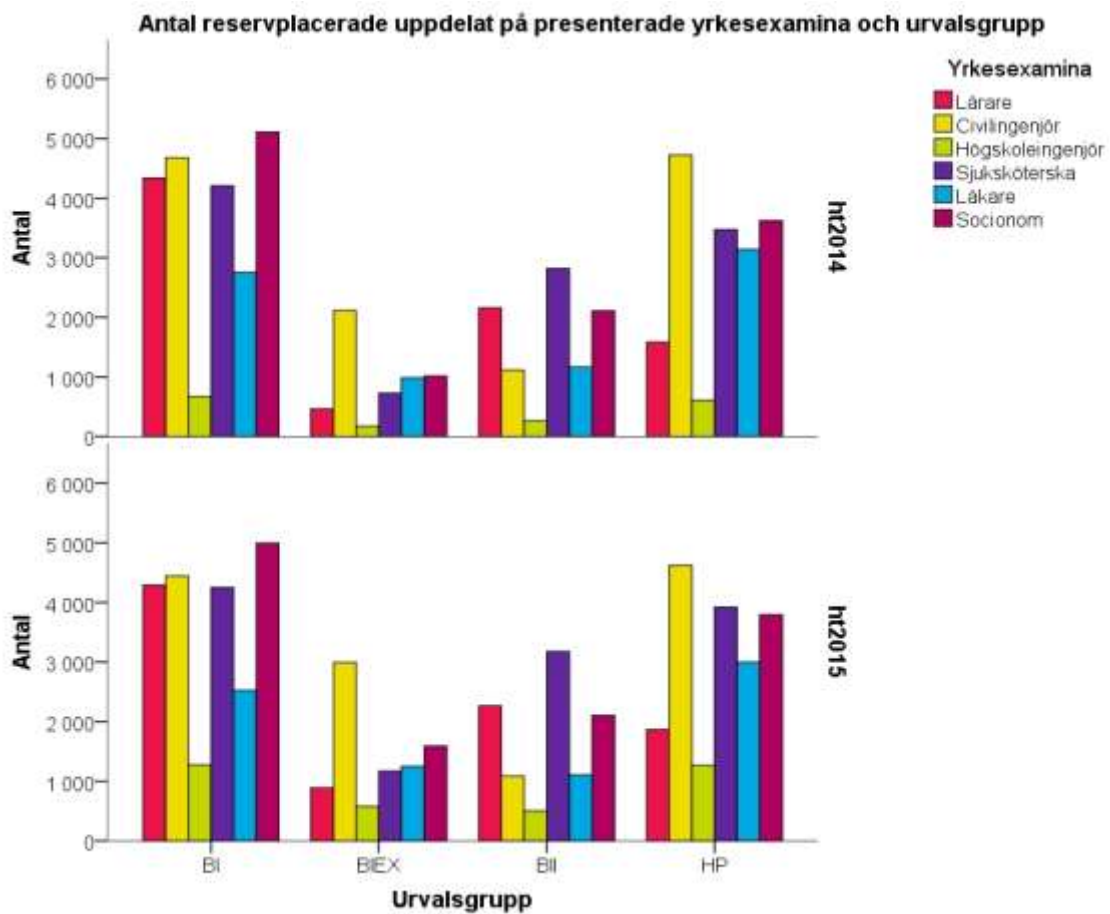 Antal reservplacerade uppdelat på presenterade yrkesexamina och urvalsgrupp
Yrkesexamina
Lärare
Civilingenjör
Högskoleingenjör
Sjuksköterska
Läkare
Socionom
6 000
5 000
4 000
3 000
2 000
1 000
0
Antal
ht2014
6 000
5 000
4 000
3 000
2 000
1 000
0
Antal
ht2015
BI BIEX BII HP
Urvalsgrupp